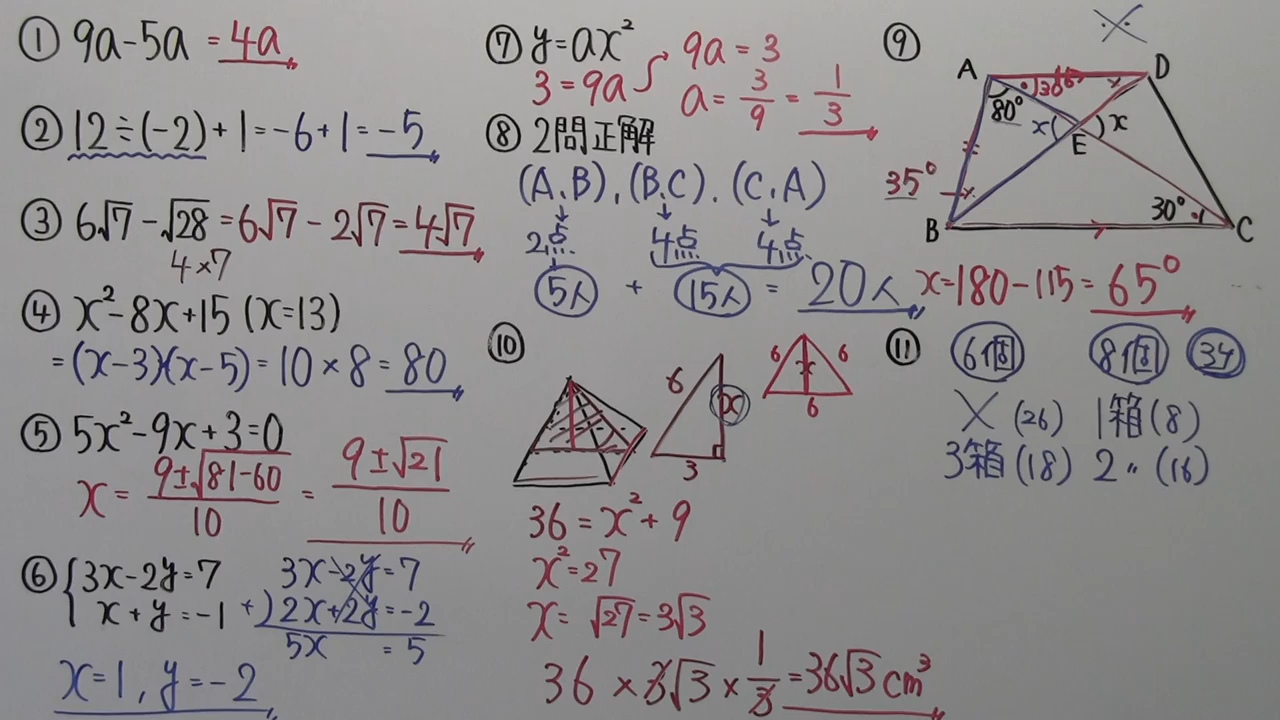 ① 9a-5a = 4a
② 12÷(-2)+1=-6+1=-5
③ 6√7-√28=6√7-2√7=4√7
4×7
④ x²-8x+15 (x=13)
=(x-3)(x-5)=10×8=80
⑤ 5x²-9x+3=0
x=(9±√81-60)/10 = (9±√21)/10
⑥ {3x-2y=7
x+y=-1
3x-2y=7
+)2x+2y=-2
5x =5
x=1, y=-2
⑦ y=ax²
3=9a
9a=3
a=3/9=1/3
⑧ 2問正解
(A.B).(B.C).(C.A)
2点 4点 4点
5人 + 15人 = 20人
⑨
A D
30°
80° x x
E
35°
30°
B C
x=180-115=65°
⑩
6 x 3
6 6 x 6
36=x²+9
x²=27
x=√27=3√3
36×3√3×1/3=36√3cm³
⑪ 6個 8個 34
X (26) 1箱(8)
3箱(18) 2〃(16)